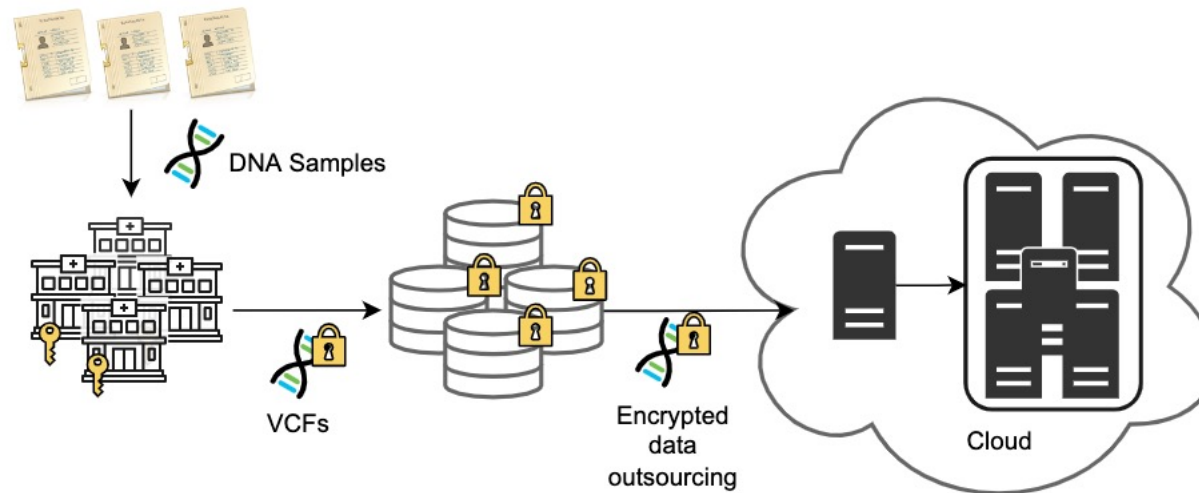 DNA Samples
VCFs
Encrypted
data
outsourcing
Cloud